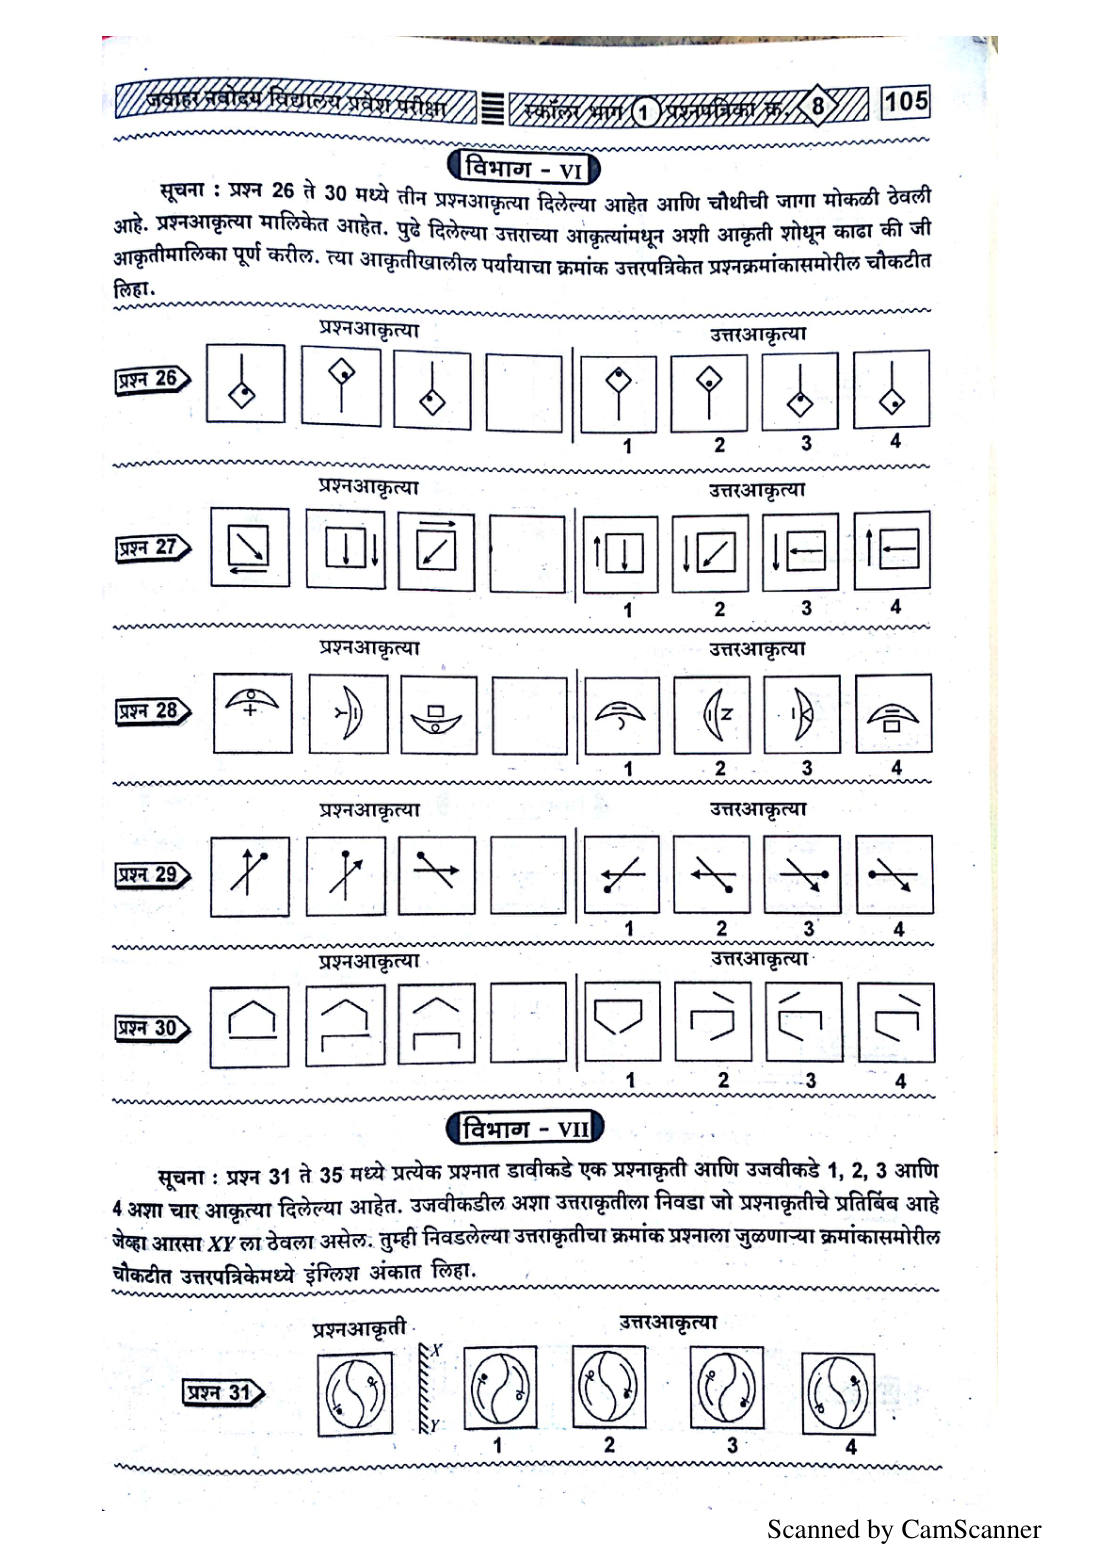 जवाहर नवोदय विद्यालय प्रवेश परीक्षा स्कॉलर भाग 1 प्रश्नपत्रिका क्र. 8 105
विभाग - VI
सूचना : प्रश्न 26 ते 30 मध्ये तीन प्रश्नआकृत्या दिलेल्या आहेत आणि चौथीची जागा मोकळी ठेवली
आहे. प्रश्नआकृत्या मालिकेत आहेत. पुढे दिलेल्या उत्तराच्या आकृत्यांमधून अशी आकृती शोधून काढा की जी
आकृतीमालिका पूर्ण करील. त्या आकृतीखालील पर्यायाचा क्रमांक उत्तरपत्रिकेत प्रश्नक्रमांकासमोरील चौकटीत
लिहा.
प्रश्नआकृत्या उत्तरआकृत्या
प्रश्न 26
1 2 3 4
प्रश्नआकृत्या उत्तरआकृत्या
प्रश्न 27
1 2 3 4
प्रश्नआकृत्या उत्तरआकृत्या
प्रश्न 28
1 2 3 4
प्रश्नआकृत्या उत्तरआकृत्या
प्रश्न 29
1 2 3 4
प्रश्नआकृत्या उत्तरआकृत्या
प्रश्न 30
1 2 3 4
विभाग - VII
सूचना : प्रश्न 31 ते 35 मध्ये प्रत्येक प्रश्नात डावीकडे एक प्रश्नाकृती आणि उजवीकडे 1, 2, 3 आणि
4 अशा चार आकृत्या दिलेल्या आहेत. उजवीकडील अशा उत्तराकृतीला निवडा जो प्रश्नाकृतीचे प्रतिबिंब आहे
जेव्हा आरसा XY ला ठेवला असेल. तुम्ही निवडलेल्या उत्तराकृतीचा क्रमांक प्रश्नाला जुळणाऱ्या क्रमांकासमोरील
चौकटीत उत्तरपत्रिकेमध्ये इंग्लिश अंकात लिहा.
प्रश्नआकृती उत्तरआकृत्या
X
प्रश्न 31
Y
1 2 3 4
Scanned by CamScanner